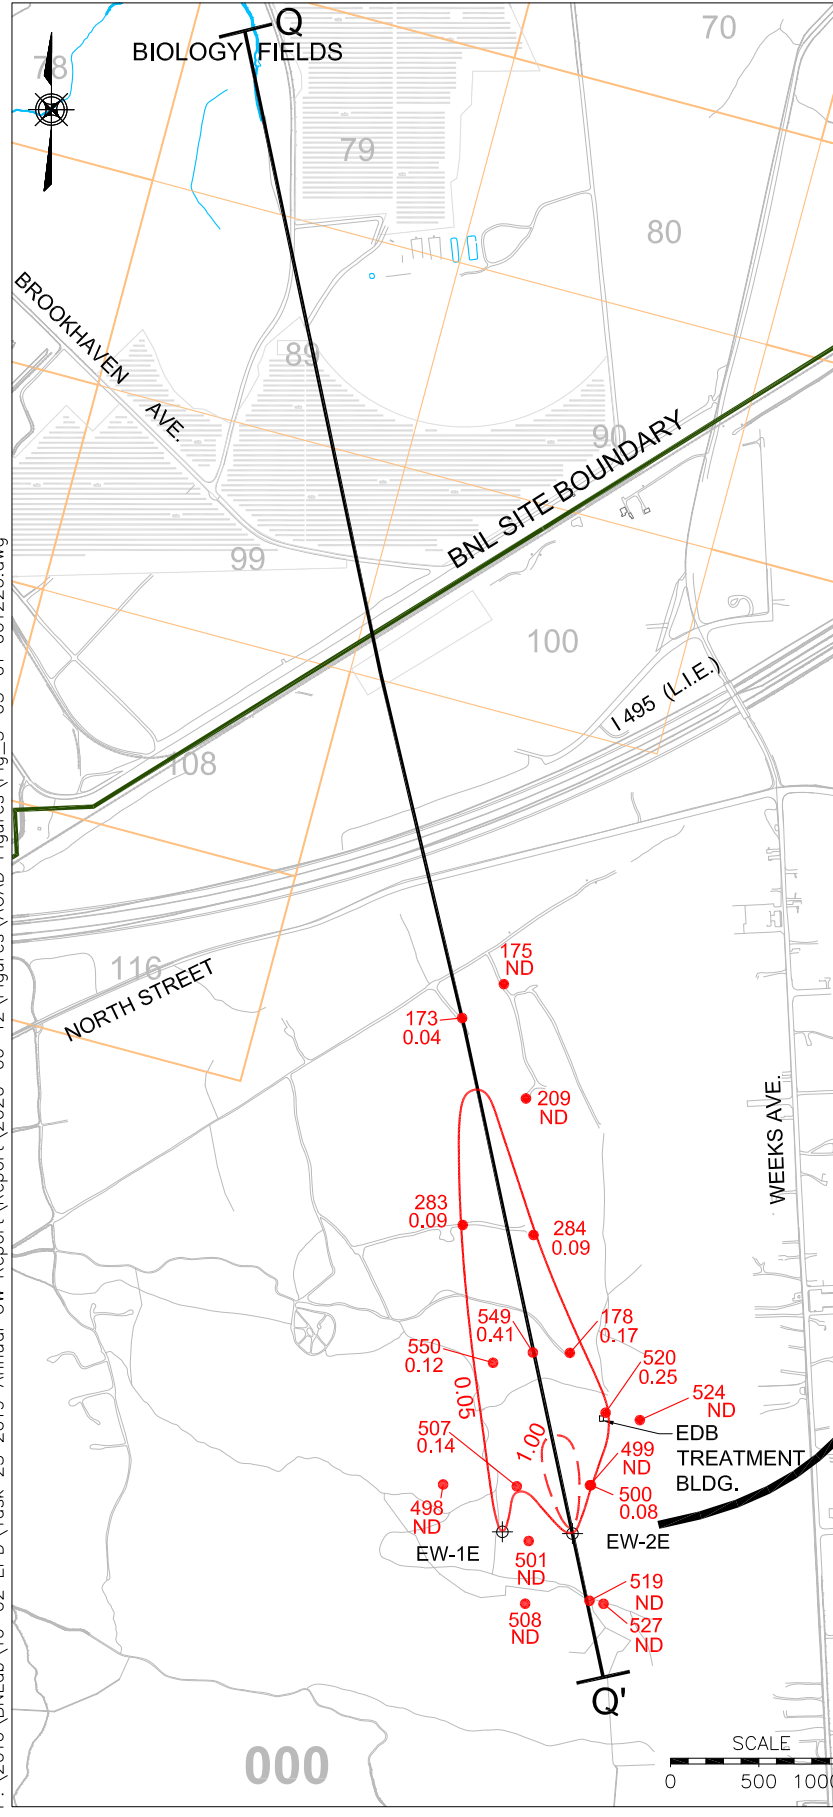 Q
BIOLOGY FIELDS
70
78
79
80
BROOKHAVEN AVE.
89
90
BNL SITE BOUNDARY
99
100
I 495 (L.I.E.)
108
116
NORTH STREET
175
ND
173
0.04
209
ND
WEEKS AVE.
283
0.09
284
0.09
549
0.41
178
0.17
550
0.12
520
0.25
0.05
524
ND
507
0.14
1.00
EDB
TREATMENT
BLDG.
499
ND
500
0.08
498
ND
EW-1E
EW-2E
501
ND
519
ND
508
ND
527
ND
Q'
000
SCALE
0 500 1000